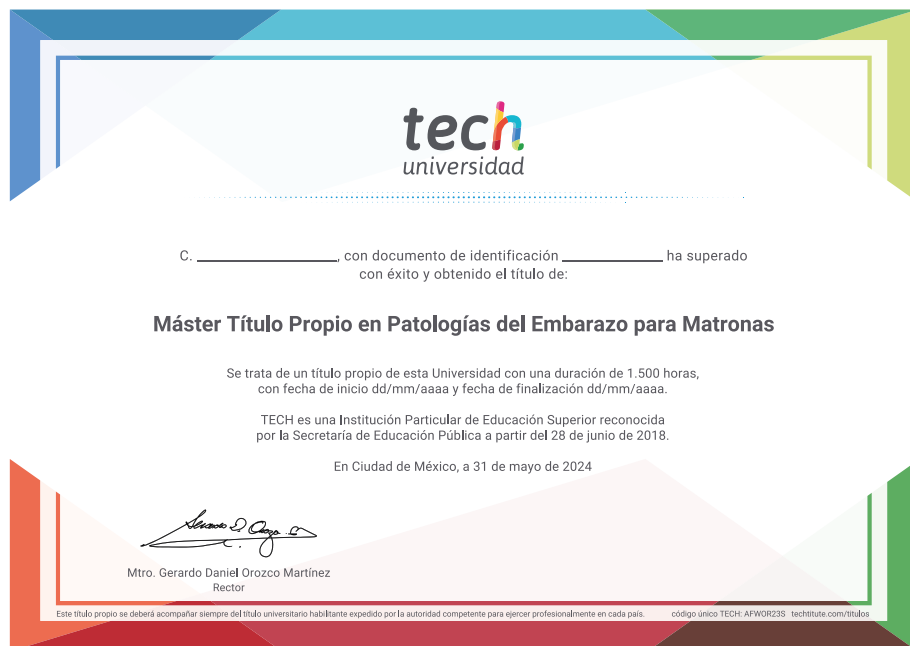 tech
universidad
C. ____________, con documento de identificación ____________ ha superado
con éxito y obtenido el título de:
Máster Título Propio en Patologías del Embarazo para Matronas
Se trata de un título propio de esta Universidad con una duración de 1.500 horas,
con fecha de inicio dd/mm/aaaa y fecha de finalización dd/mm/aaaa.
TECH es una Institución Particular de Educación Superior reconocida
por la Secretaría de Educación Pública a partir del 28 de junio de 2018.
En Ciudad de México, a 31 de mayo de 2024
Mtro. Gerardo Daniel Orozco Martínez
Rector
Este título propio se deberá acompañar siempre del título universitario habilitante expedido por la autoridad competente para ejercer profesionalmente en cada país. código único TECH: AFWOR23S techtitute.com/titulos